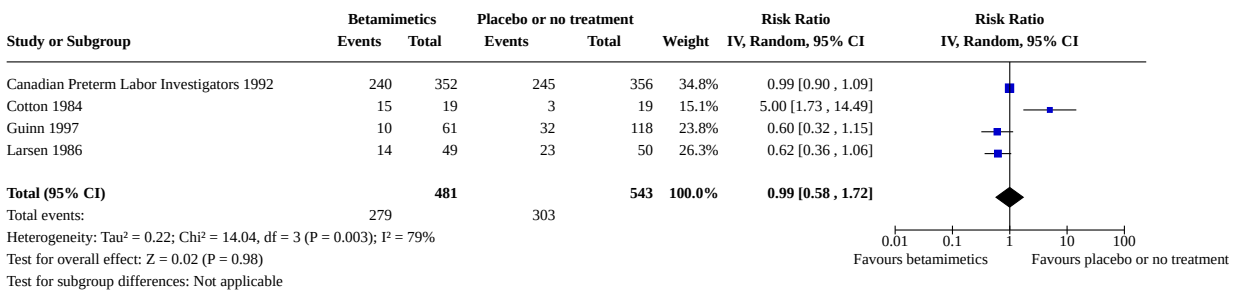 Betamimetics Placebo or no treatment Risk Ratio Risk Ratio
Study or Subgroup Events Total Events Total Weight IV, Random, 95% CI IV, Random, 95% CI
Canadian Preterm Labor Investigators 1992 240 352 245 356 34.8% 0.99 [0.90 , 1.09]
Cotton 1984 15 19 3 19 15.1% 5.00 [1.73 , 14.49]
Guinn 1997 10 61 32 118 23.8% 0.60 [0.32 , 1.15]
Larsen 1986 14 49 23 50 26.3% 0.62 [0.36 , 1.06]
Total (95% CI) 481 543 100.0% 0.99 [0.58 , 1.72]
Total events: 279 303
Heterogeneity: Tau² = 0.22; Chi² = 14.04, df = 3 (P = 0.003); I² = 79%
0.01 0.1 1 10 100
Test for overall effect: Z = 0.02 (P = 0.98)
Favours betamimetics Favours placebo or no treatment
Test for subgroup differences: Not applicable